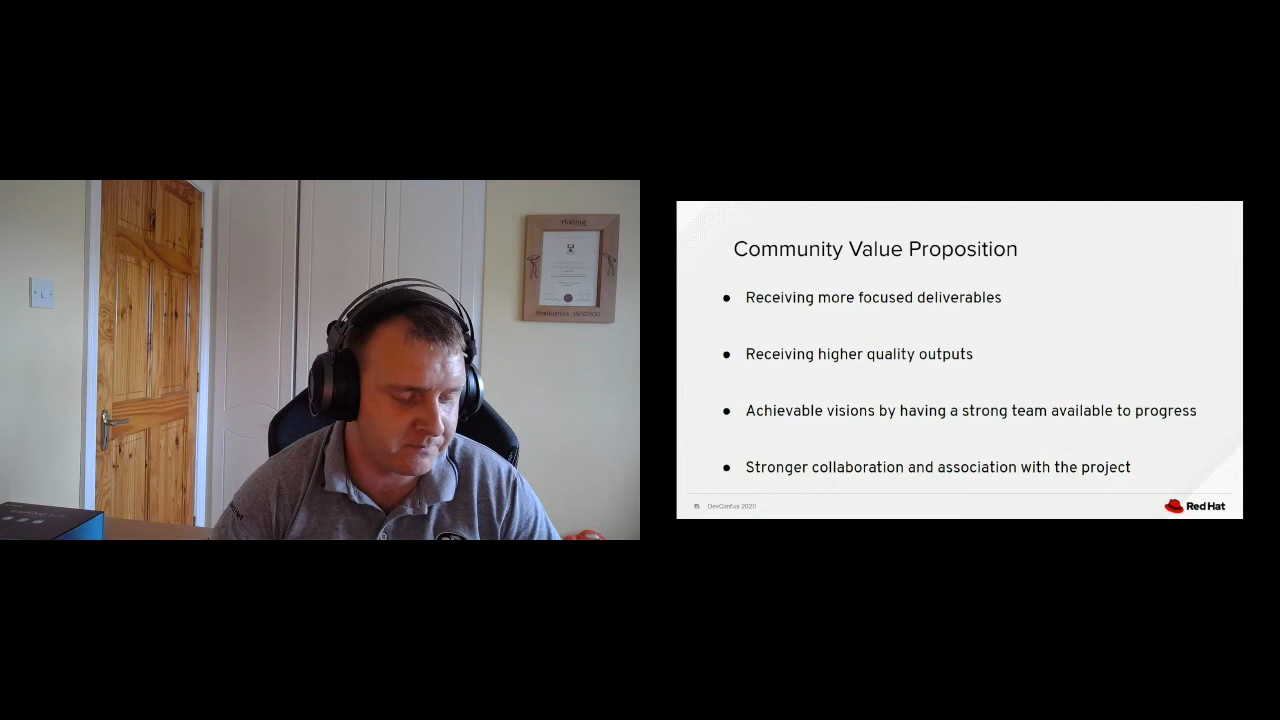 Community Value Proposition
● Receiving more focused deliverables
● Receiving higher quality outputs
● Achievable visions by having a strong team available to progress
● Stronger collaboration and association with the project
15 DevConf.us 2020
Red Hat